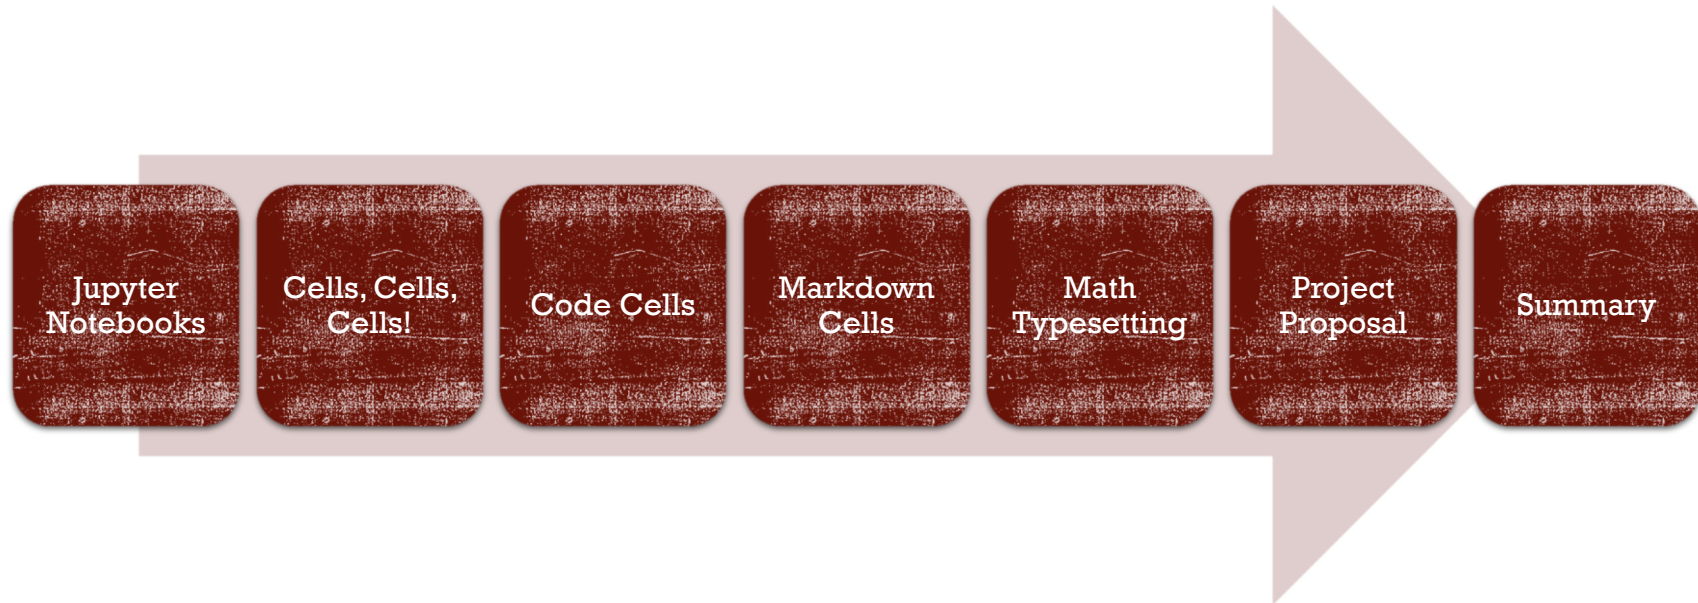 Jupyter
Notebooks
Cells, Cells,
Cells!
Code Cells
Markdown
Cells
Math
Typesetting
Project
Proposal
Summary